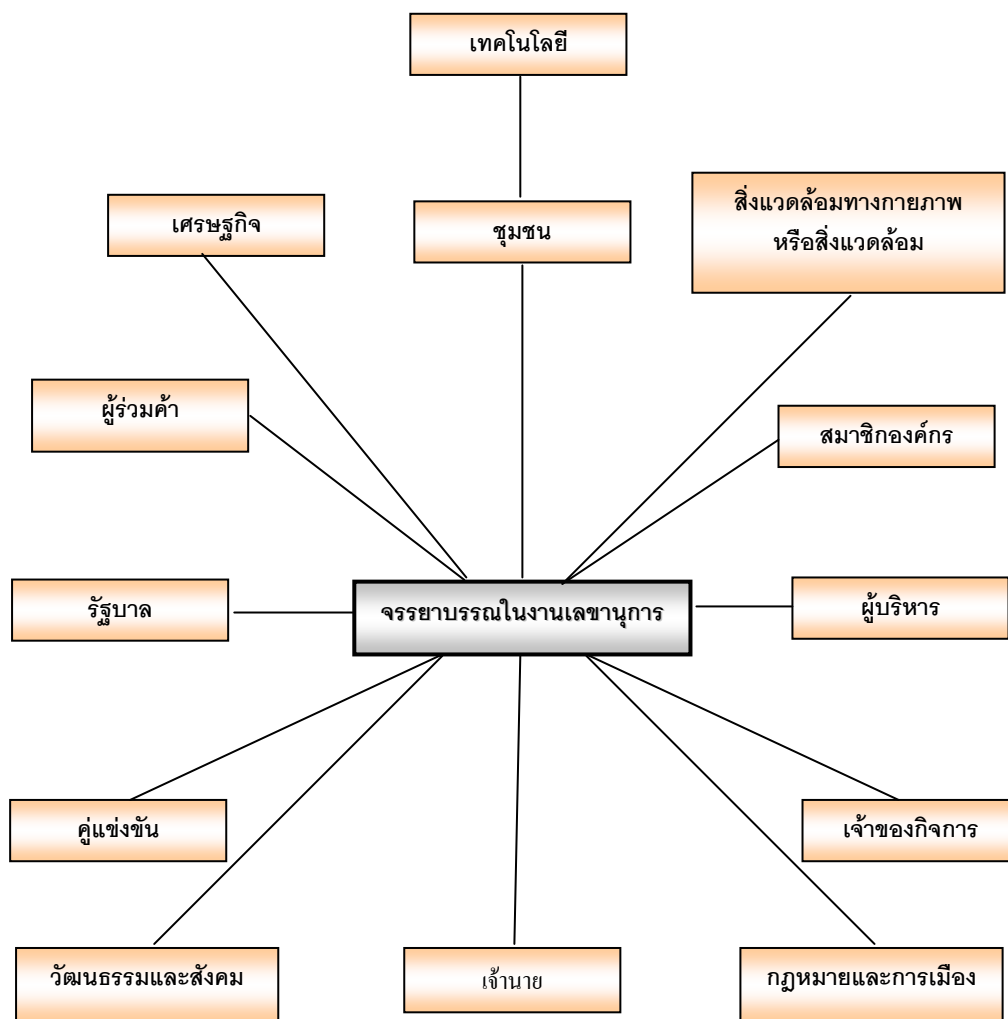 เทคโนโลยี
เศรษฐกิจ
ชุมชน
สิ่งแวดล้อมทางกายภาพ
หรือสิ่งแวดล้อม
ผู้ร่วมค้า
สมาชิกองค์กร
รัฐบาล
จรรยาบรรณในงานเลขานุการ
ผู้บริหาร
คู่แข่งขัน
เจ้าของกิจการ
วัฒนธรรมและสังคม
เจ้านาย
กฎหมายและการเมือง